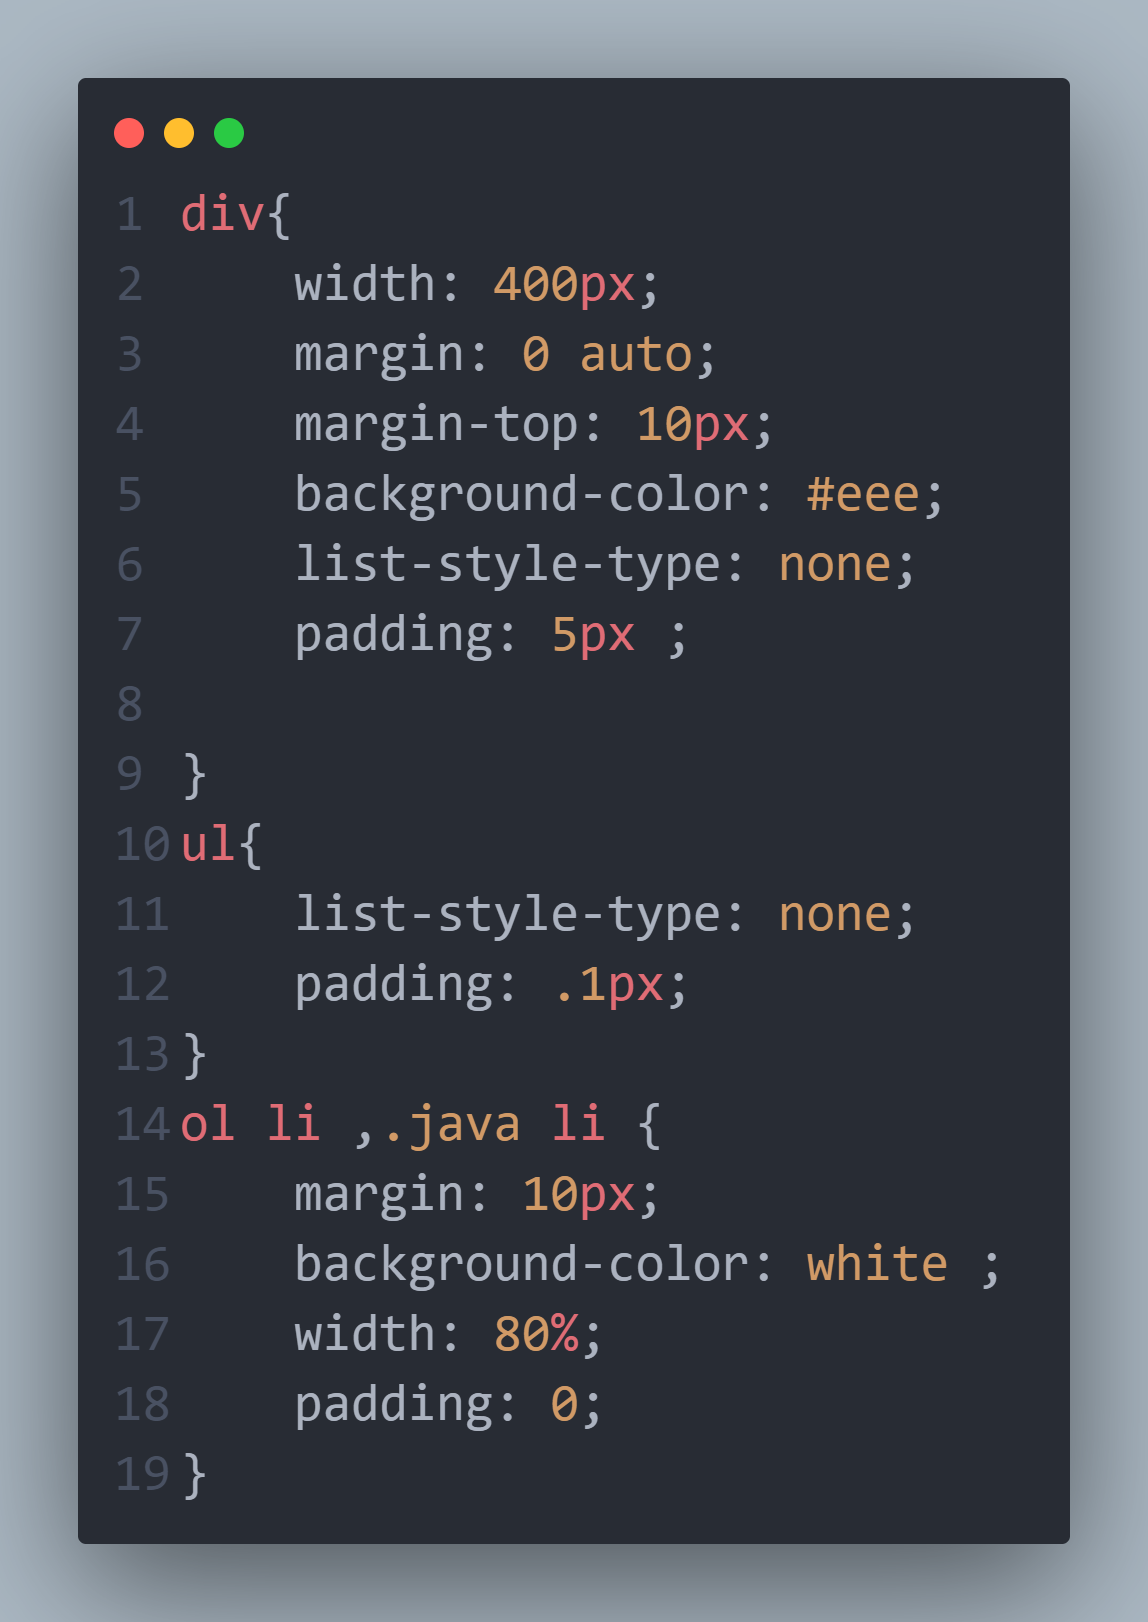 1 div{
2     width: 400px;
3     margin: 0 auto;
4     margin-top: 10px;
5     background-color: #eee;
6     list-style-type: none;
7     padding: 5px ;
8
9 }
10 ul{
11     list-style-type: none;
12     padding: .1px;
13 }
14 ol li ,.java li {
15     margin: 10px;
16     background-color: white ;
17     width: 80%;
18     padding: 0;
19 }